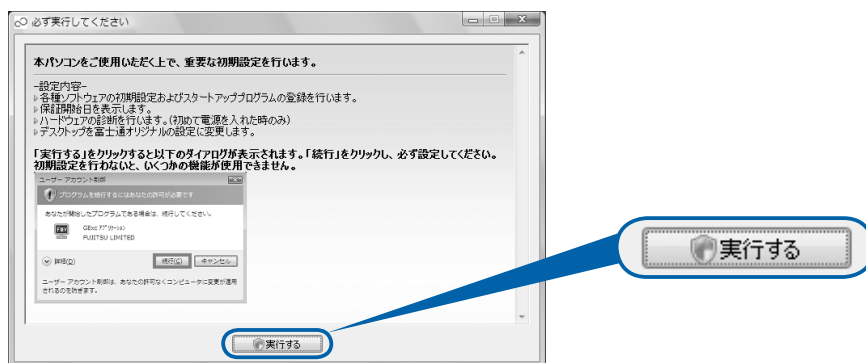 必ず実行してください
本パソコンをご使用いただく上で、重要な初期設定を行います。
-設定内容-
各種ソフトウェアの初期設定およびスタートアッププログラムの登録を行います。
保証開始日を表示します。
ハードウェアの診断を行います。(初めて電源を入れた時のみ)
デスクトップを富士通オリジナルの設定に変更します。
「実行する」をクリックすると以下のダイアログが表示されます。「続行」をクリックし、必ず設定してください。
初期設定を行わないと、いくつかの機能が使用できません。
ユーザー アカウント制御
プログラムを続行するにはあなたの許可が必要です
あなたが開始したプログラムである場合は、続行してください。
GExc アプリケーション
FUJITSU LIMITED
詳細(D)
続行(C)
キャンセル
ユーザー アカウント制御は、あなたの許可なくコンピュータに変更が適用
されるのを防ぎます。
実行する
実行する